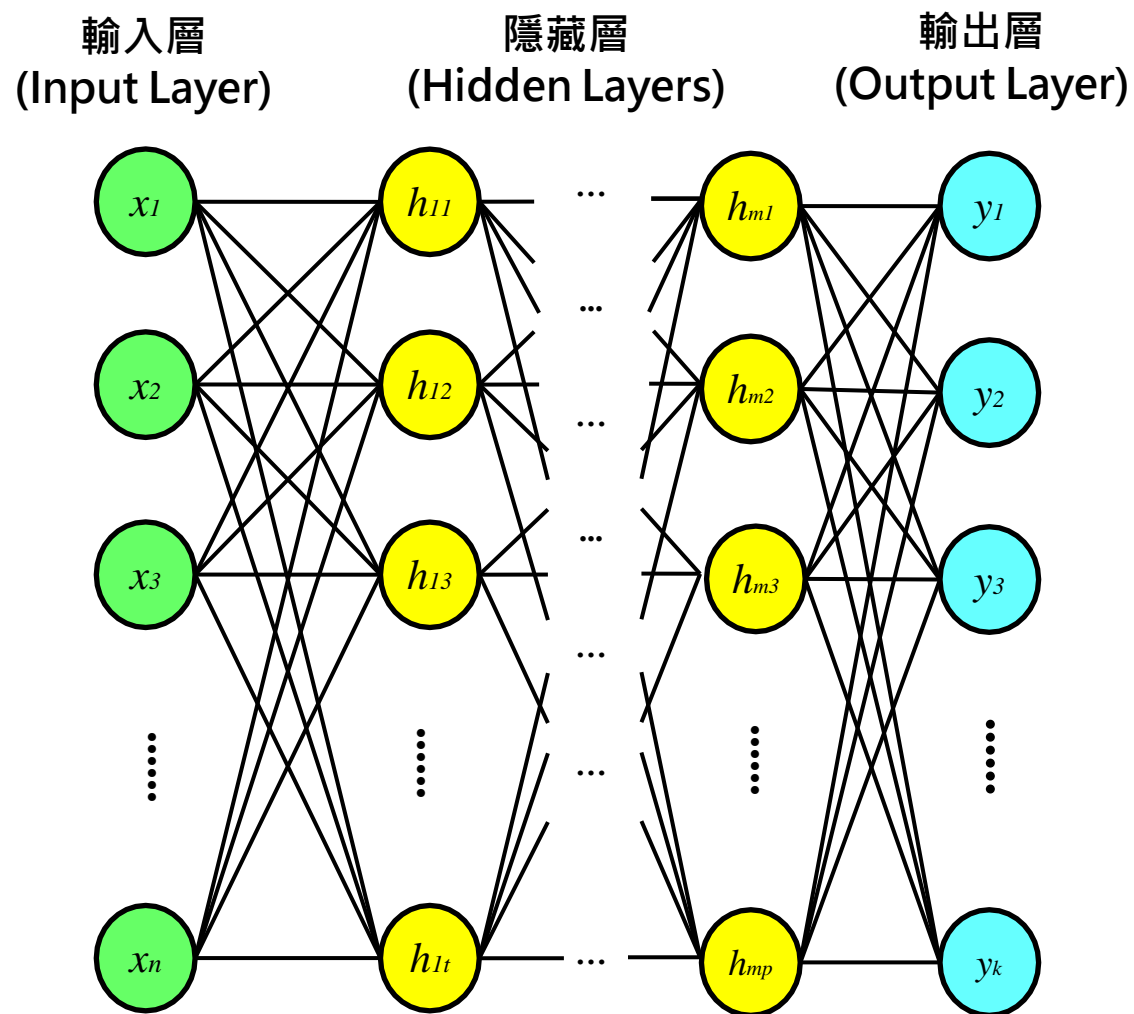 輸入層
(Input Layer)
隱藏層
(Hidden Layers)
輸出層
(Output Layer)
x1 h11 ... hm1 y1
...
x2 h12 hm2 y2
...
...
x3 h13 hm3 y3
...
...
xn h1t ... hmp yk